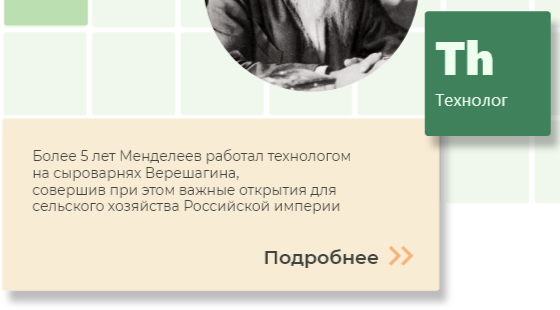 Th
Технолог
Более 5 лет Менделеев работал технологом
на сыроварнях Верешагина,
совершив при этом важные открытия для
сельского хозяйства Российской империи
Подробнее